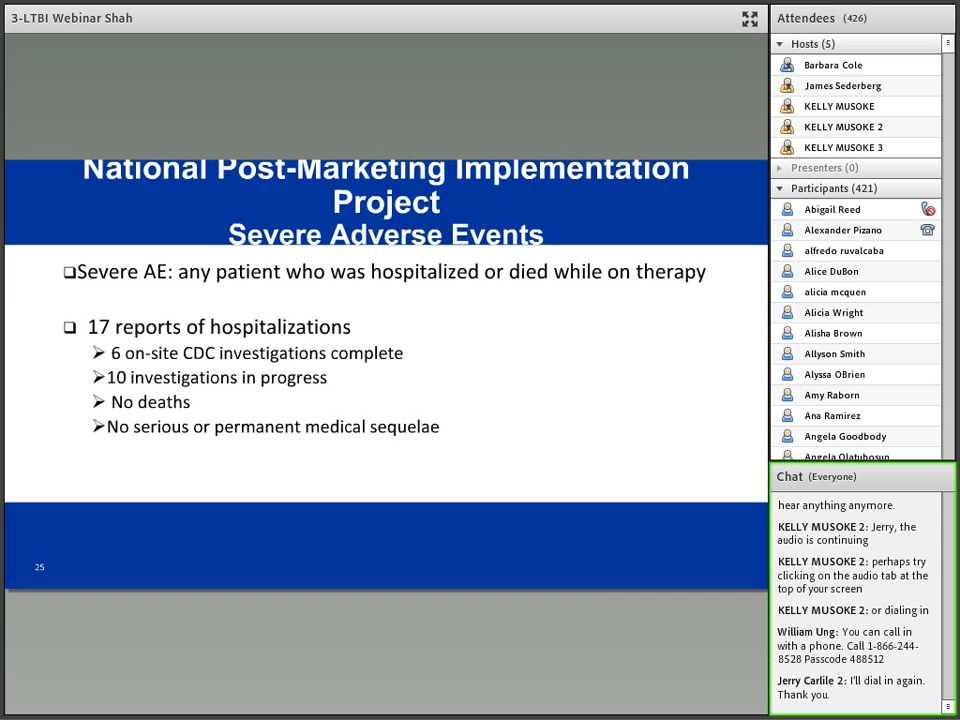 3-LTBI Webinar Shah
National Post-Marketing Implementation
Project
Severe Adverse Events
Severe AE: any patient who was hospitalized or died while on therapy
17 reports of hospitalizations
6 on-site CDC investigations complete
10 investigations in progress
No deaths
No serious or permanent medical sequelae
25
Attendees (426)
Hosts (5)
Barbara Cole
James Sederberg
KELLY MUSOKE
KELLY MUSOKE 2
KELLY MUSOKE 3
Presenters (0)
Participants (421)
Abigail Reed
Alexander Pizano
alfredo ruvalcaba
Alice DuBon
alicia mcquen
Alicia Wright
Alisha Brown
Allyson Smith
Alyssa OBrien
Amy Raborn
Ana Ramirez
Angela Goodbody
Angela Olatubosun
Chat (Everyone)
hear anything anymore.
KELLY MUSOKE 2: Jerry, the
audio is continuing
KELLY MUSOKE 2: perhaps try
clicking on the audio tab at the
top of your screen
KELLY MUSOKE 2: or dialing in
William Ung: You can call in
with a phone. Call 1-866-244-
8528 Passcode 488512
Jerry Carlile 2: I'll dial in again.
Thank you.